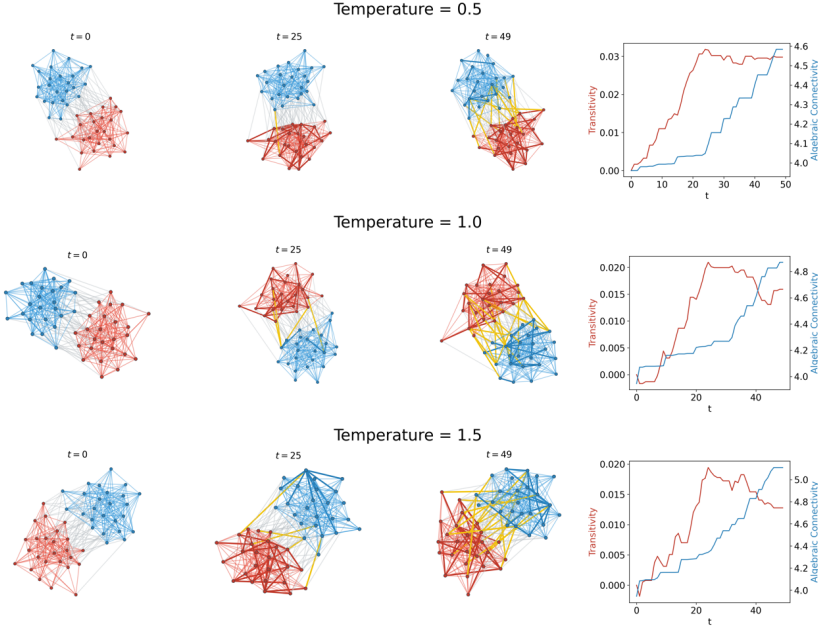 Temperature = 0.5
t = 0
t = 25
t = 49
0.03
0.02
0.01
0.00
Transitivity
4.6
4.5
4.4
4.3
4.2
4.1
4.0
Algebraic Connectivity
0 10 20 30 40 50
t
Temperature = 1.0
t = 0
t = 25
t = 49
0.020
0.015
0.010
0.005
0.000
Transitivity
4.8
4.6
4.4
4.2
4.0
Algebraic Connectivity
0 20 40
t
Temperature = 1.5
t = 0
t = 25
t = 49
0.020
0.015
0.010
0.005
0.000
Transitivity
5.0
4.8
4.6
4.4
4.2
4.0
Algebraic Connectivity
0 20 40
t